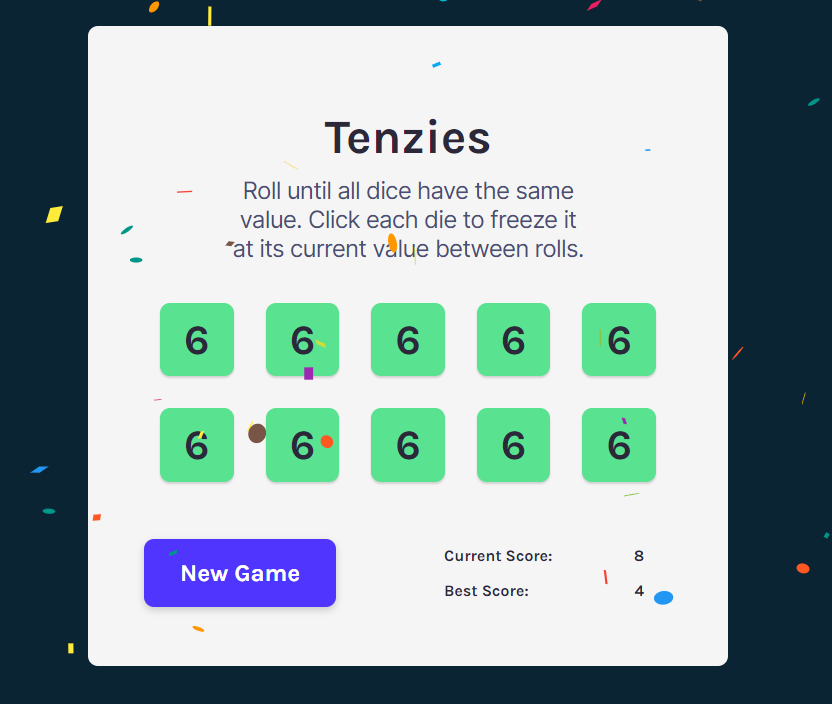 Tenzies
Roll until all dice have the same
value. Click each die to freeze it
at its current value between rolls.
6 6 6 6 6
6 6 6 6 6
New Game
Current Score: 8
Best Score: 4